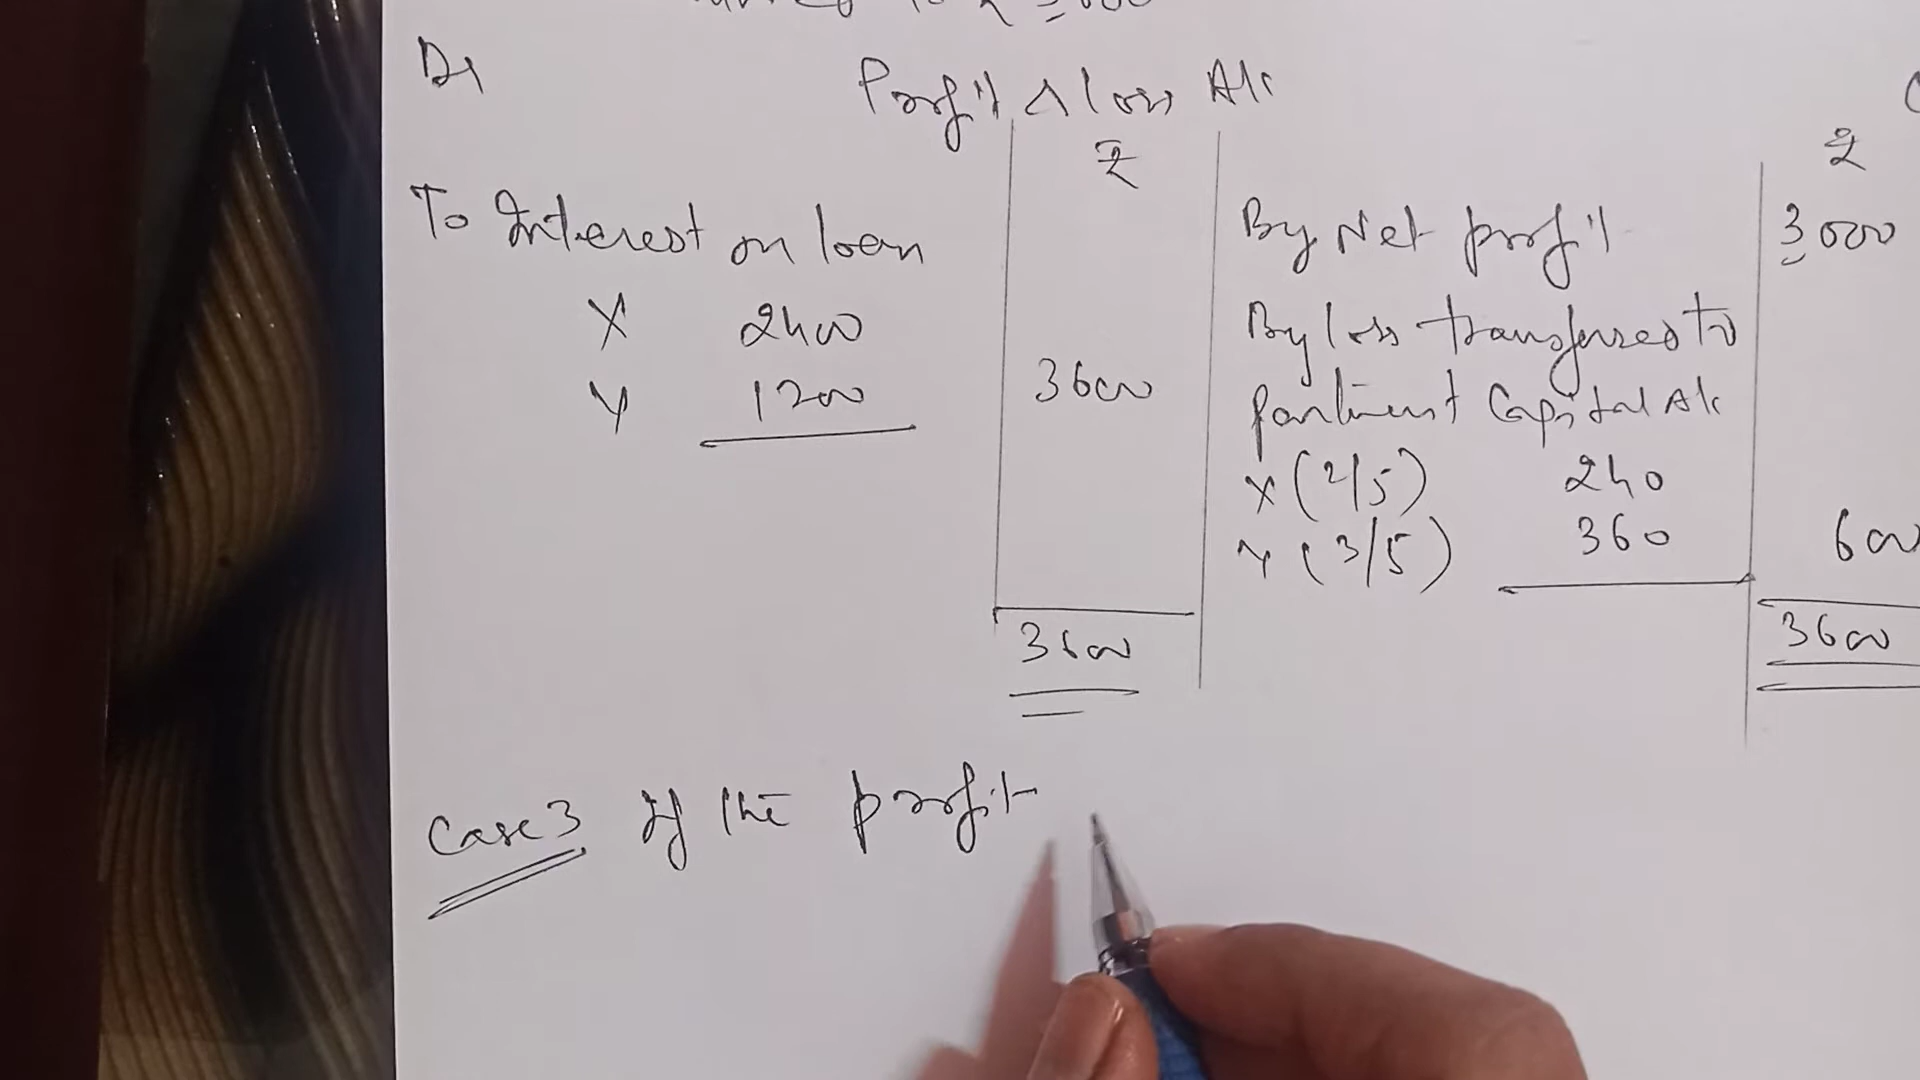 Dr
Profit & loss A/c
₹ ₹
To Interest on loan By Net profit 3000
X 2400 By loss transferred to
Y 1200 3600 Capital A/c
X (2/5) 240
Y (3/5) 360 600
3600 3600
Case 3 If the profit